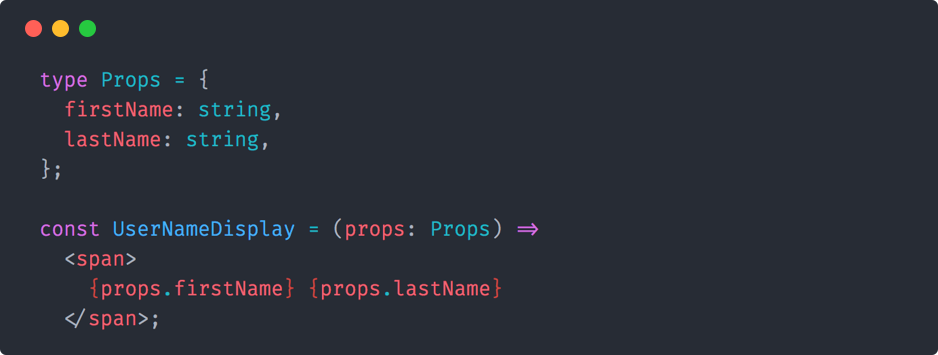 type Props = {
  firstName: string,
  lastName: string,
};

const UserNameDisplay = (props: Props) =>
  <span>
    {props.firstName} {props.lastName}
  </span>;